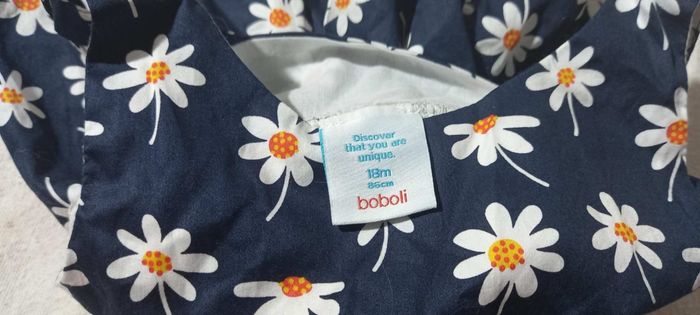 Discover
that you are
unique.
18m
86cm
boboli